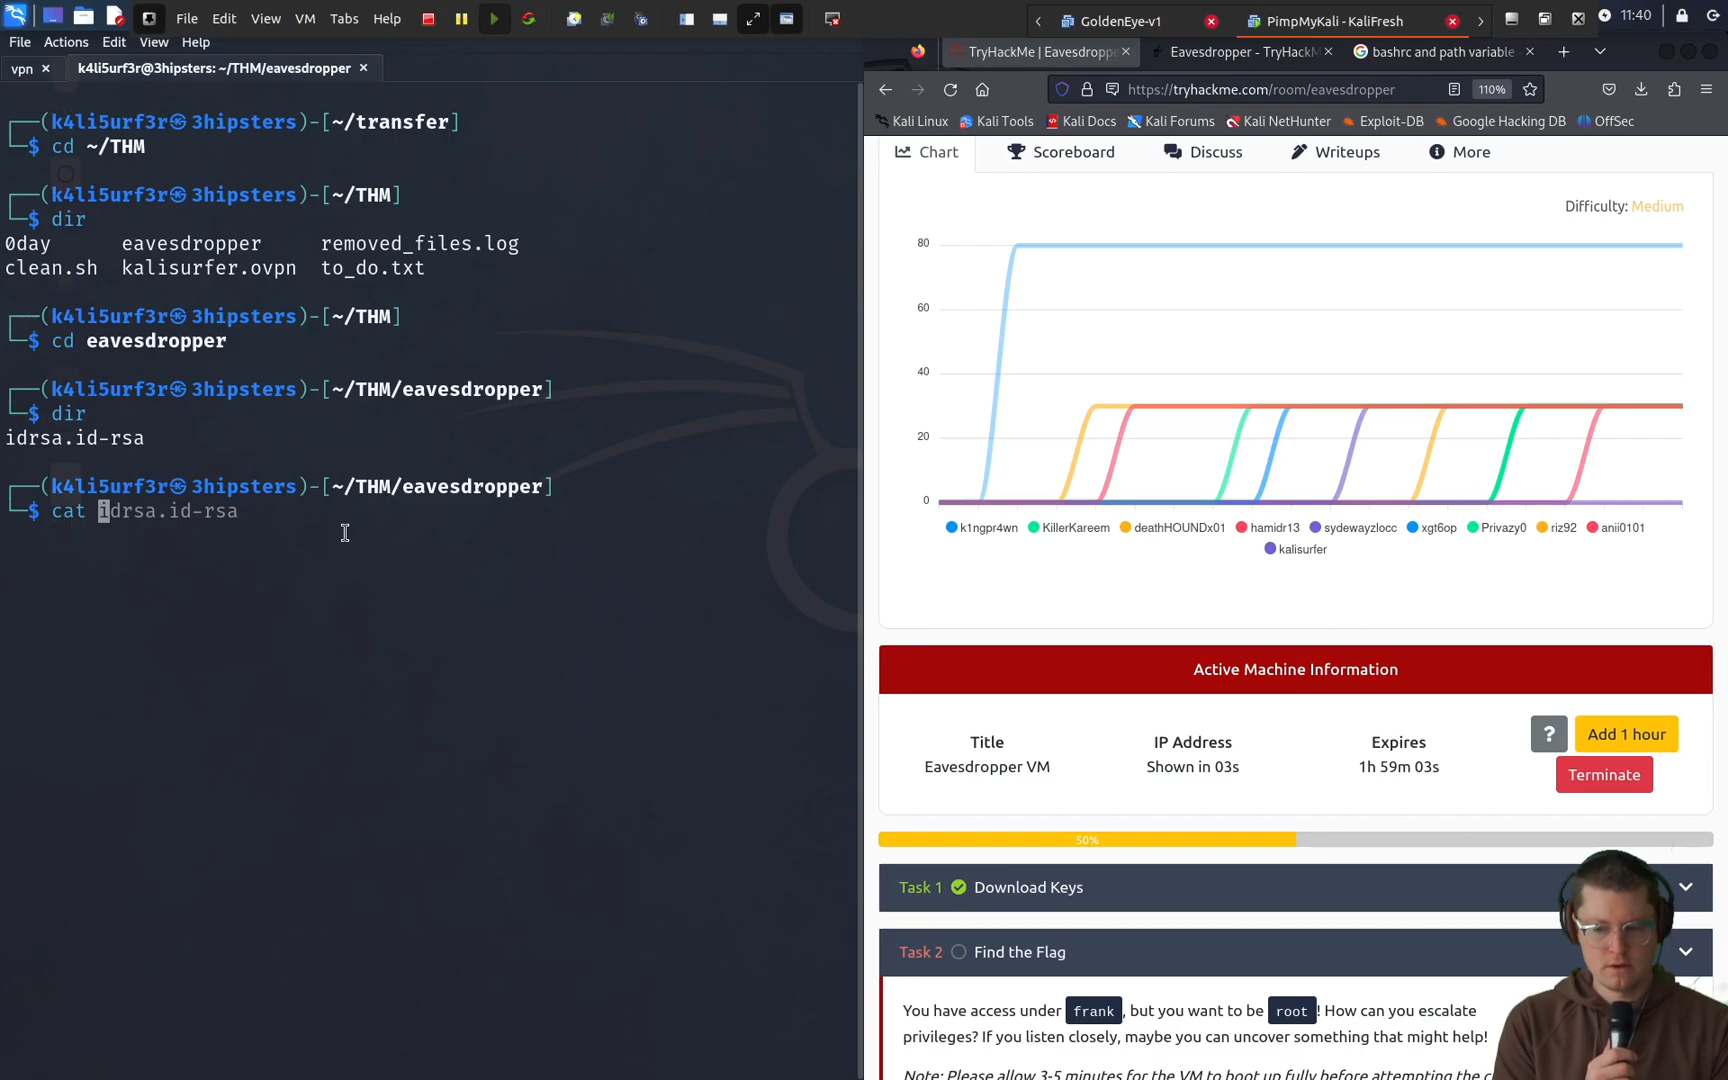 File Edit View VM Tabs Help
GoldenEye-v1
PimpMyKali - KaliFresh
11:40
File Actions Edit View Help
vpn
k4li5urf3r@3hipsters: ~/THM/eavesdropper
┌──(k4li5urf3r㉿3hipsters)-[~/transfer]
└─$ cd ~/THM
┌──(k4li5urf3r㉿3hipsters)-[~/THM]
└─$ dir
0day eavesdropper removed_files.log
clean.sh kalisurfer.ovpn to_do.txt
┌──(k4li5urf3r㉿3hipsters)-[~/THM]
└─$ cd eavesdropper
┌──(k4li5urf3r㉿3hipsters)-[~/THM/eavesdropper]
└─$ dir
idrsa.id-rsa
┌──(k4li5urf3r㉿3hipsters)-[~/THM/eavesdropper]
└─$ cat idrsa.id-rsa
TryHackMe | Eavesdroppe
Eavesdropper - TryHackM
bashrc and path variable -
https://tryhackme.com/room/eavesdropper
110%
Kali Linux Kali Tools Kali Docs Kali Forums Kali NetHunter Exploit-DB Google Hacking DB OffSec
Chart Scoreboard Discuss Writeups More
Difficulty: Medium
80
60
40
20
0
k1ngpr4wn KillerKareem deathHOUNDx01 hamidr13 sydewayzlocc xgt6op Privazy0 riz92 anii0101
kalisurfer
Active Machine Information
Title IP Address Expires
Eavesdropper VM Shown in 03s 1h 59m 03s
? Add 1 hour
Terminate
50%
Task 1 Download Keys
Task 2 Find the Flag
You have access under frank, but you want to be root! How can you escalate
privileges? If you listen closely, maybe you can uncover something that might help!
Note: Please allow 3-5 minutes for the VM to boot up fully before attempting the c